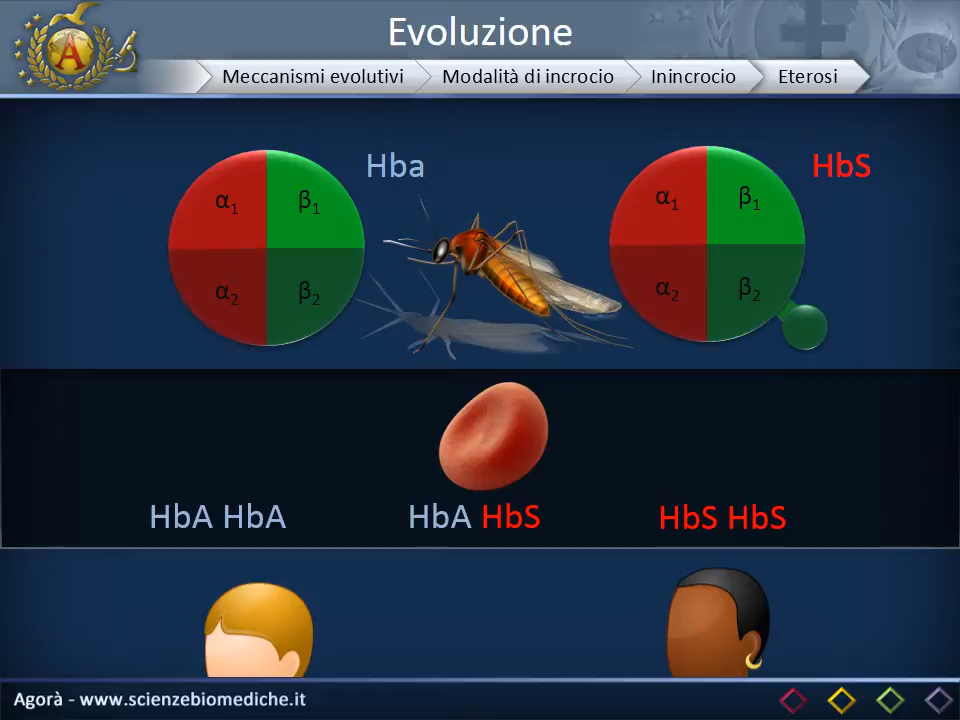 Evoluzione
Meccanismi evolutivi Modalità di incrocio Inincrocio Eterosi
Hba HbS
α1 β1 α1 β1
α2 β2 α2 β2
HbA HbA HbA HbS HbS HbS
Agorà - www.scienzebiomediche.it
A